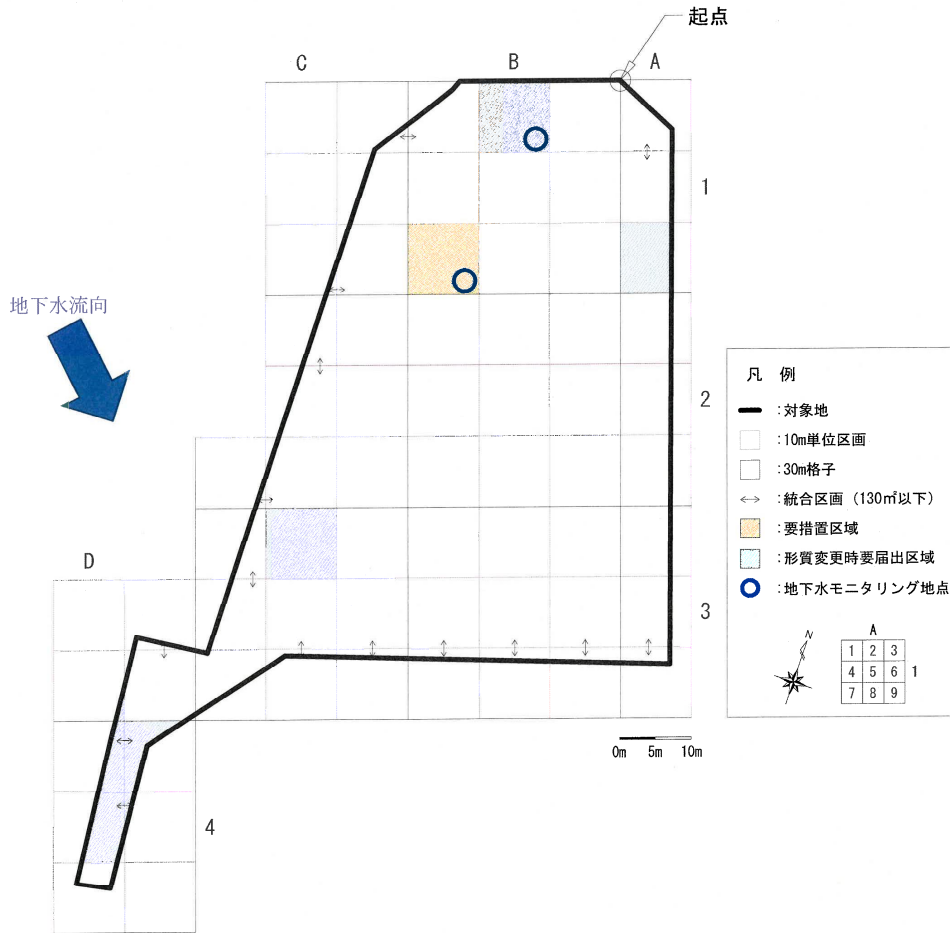 起点
C
B
A
1
地下水流向
2
凡 例
:対象地
:10m単位区画
:30m格子
:統合区画 (130㎡以下)
:要措置区域
:形質変更時要届出区域
:地下水モニタリング地点
D
3
N
A
1 2 3
4 5 6 1
7 8 9
0m 5m 10m
4